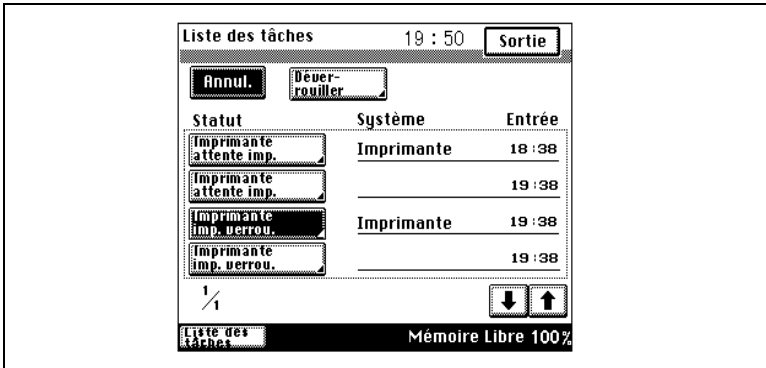 Liste des tâches 19 : 50 Sortie
Annul. Déver-
rouiller
Statut Système Entrée
Imprimante
attente imp. Imprimante 18:38
Imprimante
attente imp. 19:38
Imprimante
imp. verrou. Imprimante 19:38
Imprimante
imp. verrou. 19:38
1/1
Liste des
tâches Mémoire Libre 100%